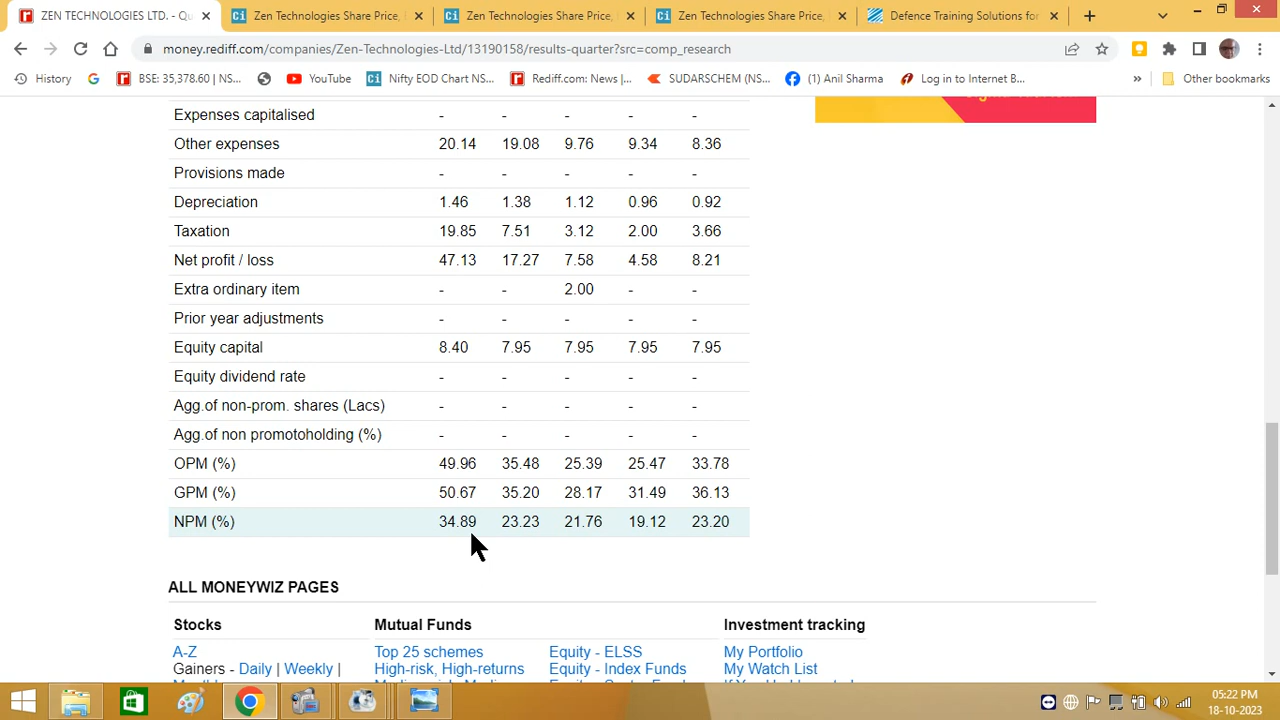 ZEN TECHNOLOGIES LTD. - Qu
Zen Technologies Share Price,
Zen Technologies Share Price,
Zen Technologies Share Price,
Defence Training Solutions for
money.rediff.com/companies/Zen-Technologies-Ltd/13190158/results-quarter?src=comp_research
History
BSE: 35,378.60 | NS...
YouTube
Nifty EOD Chart NS...
Rediff.com: News |...
SUDARSCHEM (NS...
(1) Anil Sharma
Log in to Internet B...
»
Other bookmarks
Expenses capitalised - - - - -
Other expenses 20.14 19.08 9.76 9.34 8.36
Provisions made - - - - -
Depreciation 1.46 1.38 1.12 0.96 0.92
Taxation 19.85 7.51 3.12 2.00 3.66
Net profit / loss 47.13 17.27 7.58 4.58 8.21
Extra ordinary item - - 2.00 - -
Prior year adjustments - - - - -
Equity capital 8.40 7.95 7.95 7.95 7.95
Equity dividend rate - - - - -
Agg.of non-prom. shares (Lacs) - - - - -
Agg.of non promotoholding (%) - - - - -
OPM (%) 49.96 35.48 25.39 25.47 33.78
GPM (%) 50.67 35.20 28.17 31.49 36.13
NPM (%) 34.89 23.23 21.76 19.12 23.20
ALL MONEYWIZ PAGES
Stocks Mutual Funds Investment tracking
A-Z Top 25 schemes Equity - ELSS My Portfolio
Gainers - Daily | Weekly | High-risk, High-returns Equity - Index Funds My Watch List
05:22 PM
18-10-2023